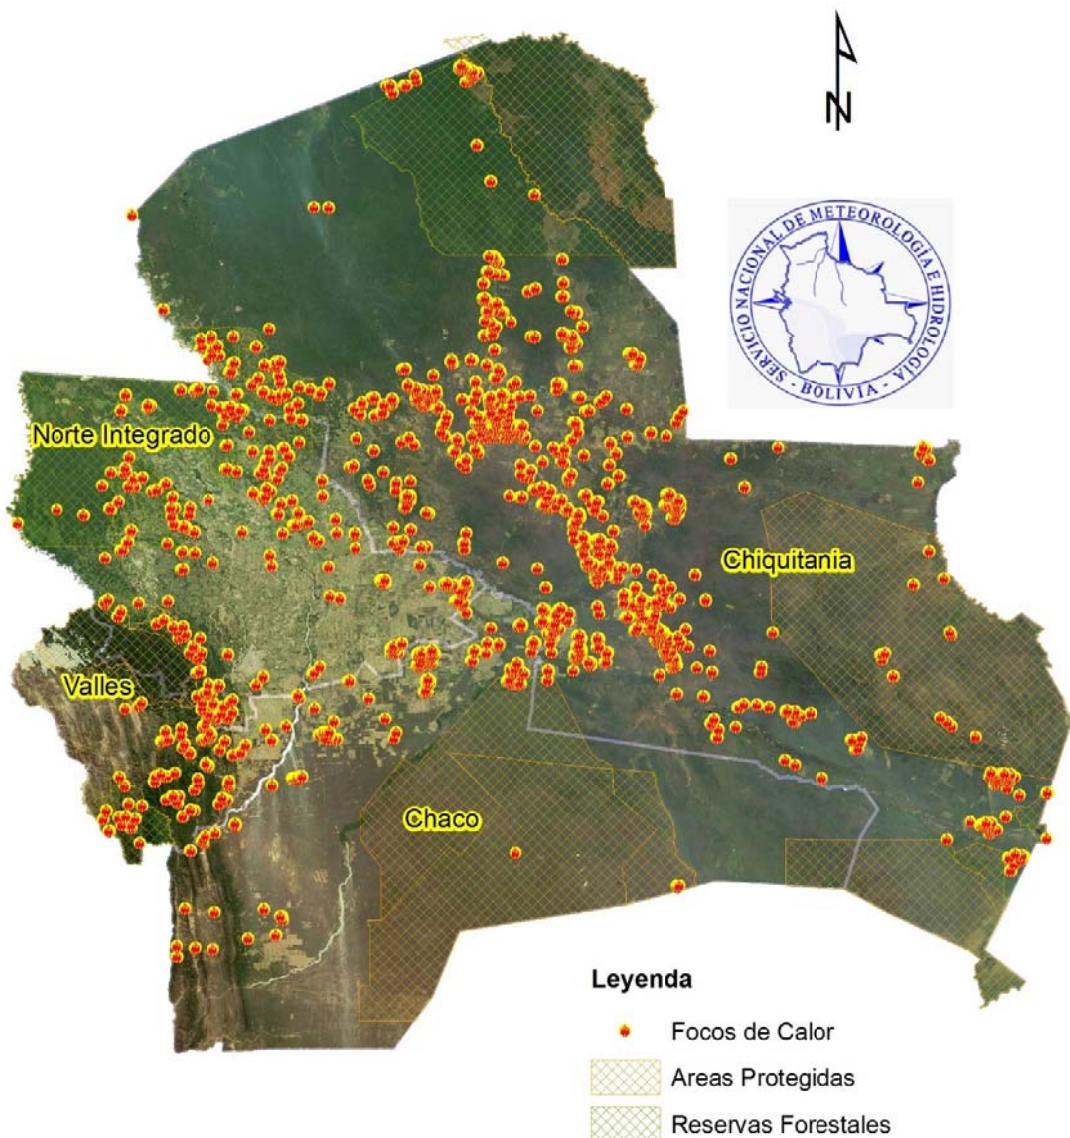 N
SERVICIO NACIONAL DE METEOROLOGÍA E HIDROLOGÍA
- BOLIVIA -
Norte Integrado
Chiquitania
Valles
Chaco
Leyenda
Focos de Calor
Areas Protegidas
Reservas Forestales